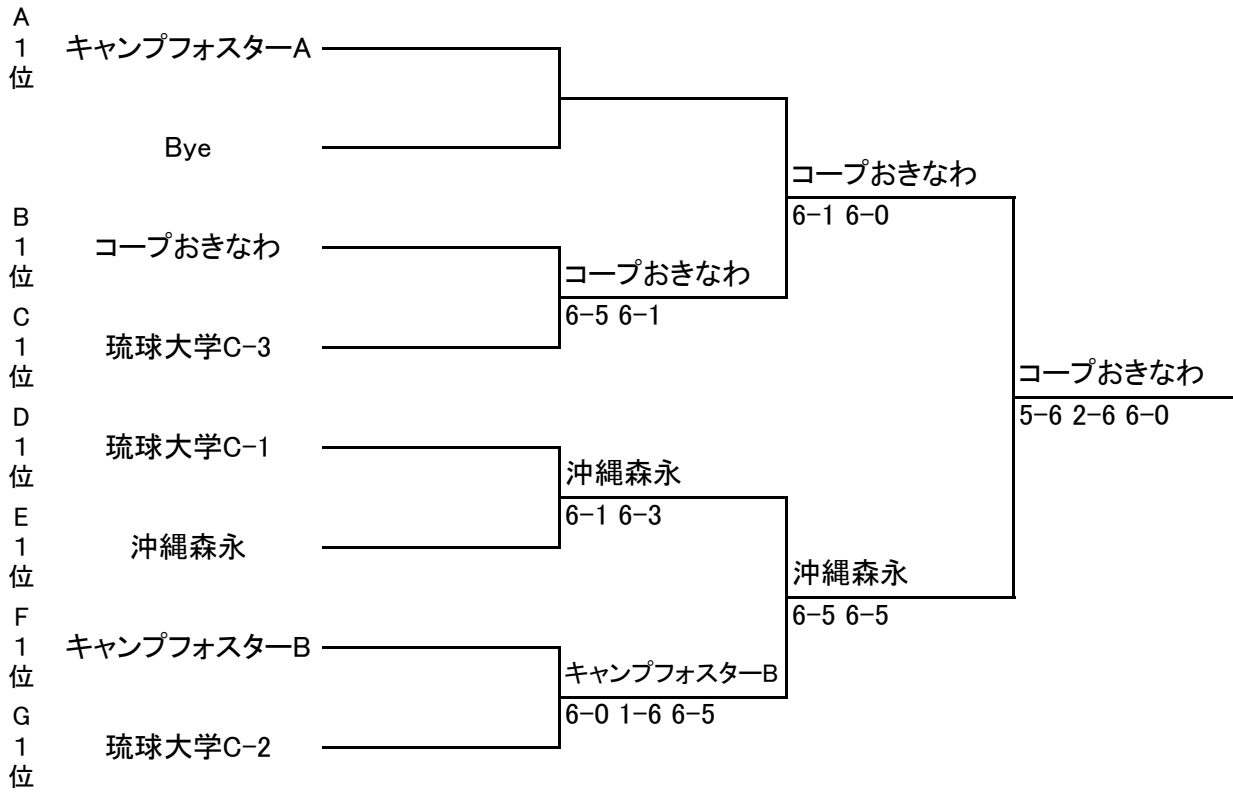 A
1
位
キャンプフォスターA
Bye
コープおきなわ
6-1 6-0
B
1
位
コープおきなわ
コープおきなわ
6-5 6-1
C
1
位
琉球大学C-3
コープおきなわ
5-6 2-6 6-0
D
1
位
琉球大学C-1
沖縄森永
6-1 6-3
E
1
位
沖縄森永
沖縄森永
6-5 6-5
F
1
位
キャンプフォスターB
キャンプフォスターB
6-0 1-6 6-5
G
1
位
琉球大学C-2